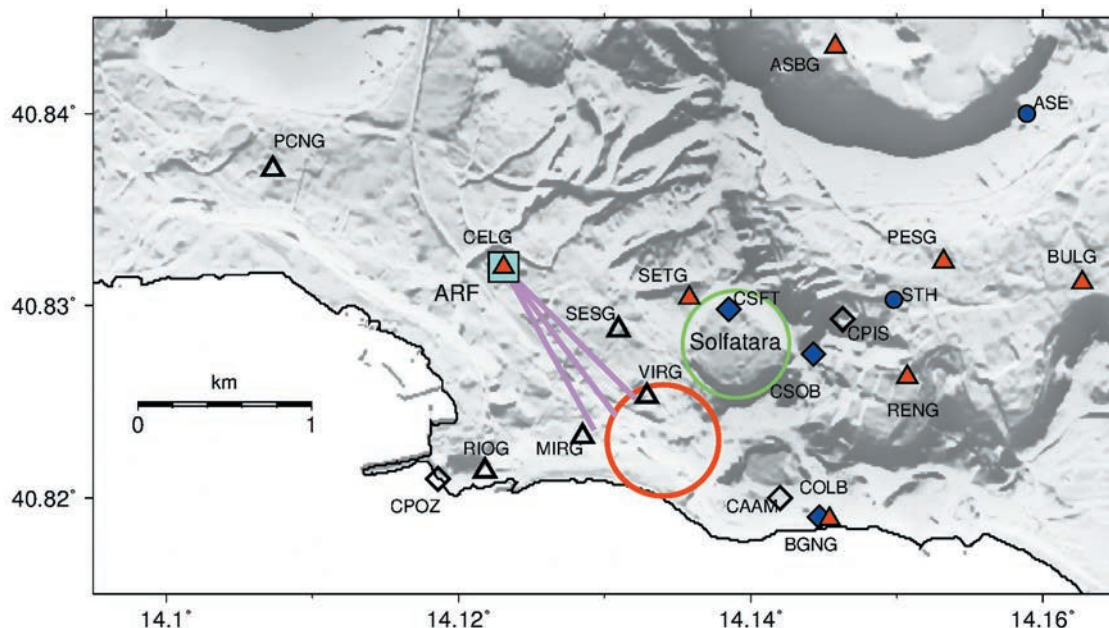 ASBG
40.84°
ASE
PCNG
CELG
PESG
BULG
SETG
ARF
CSFT
STH
40.83°
SESG
Solfatara
CPIS
km
VIRG
0 1
CSOB
RENG
RIOG
MIRG
40.82°
CPOZ
CAAM
COLB
BGNG
14.1° 14.12° 14.14° 14.16°